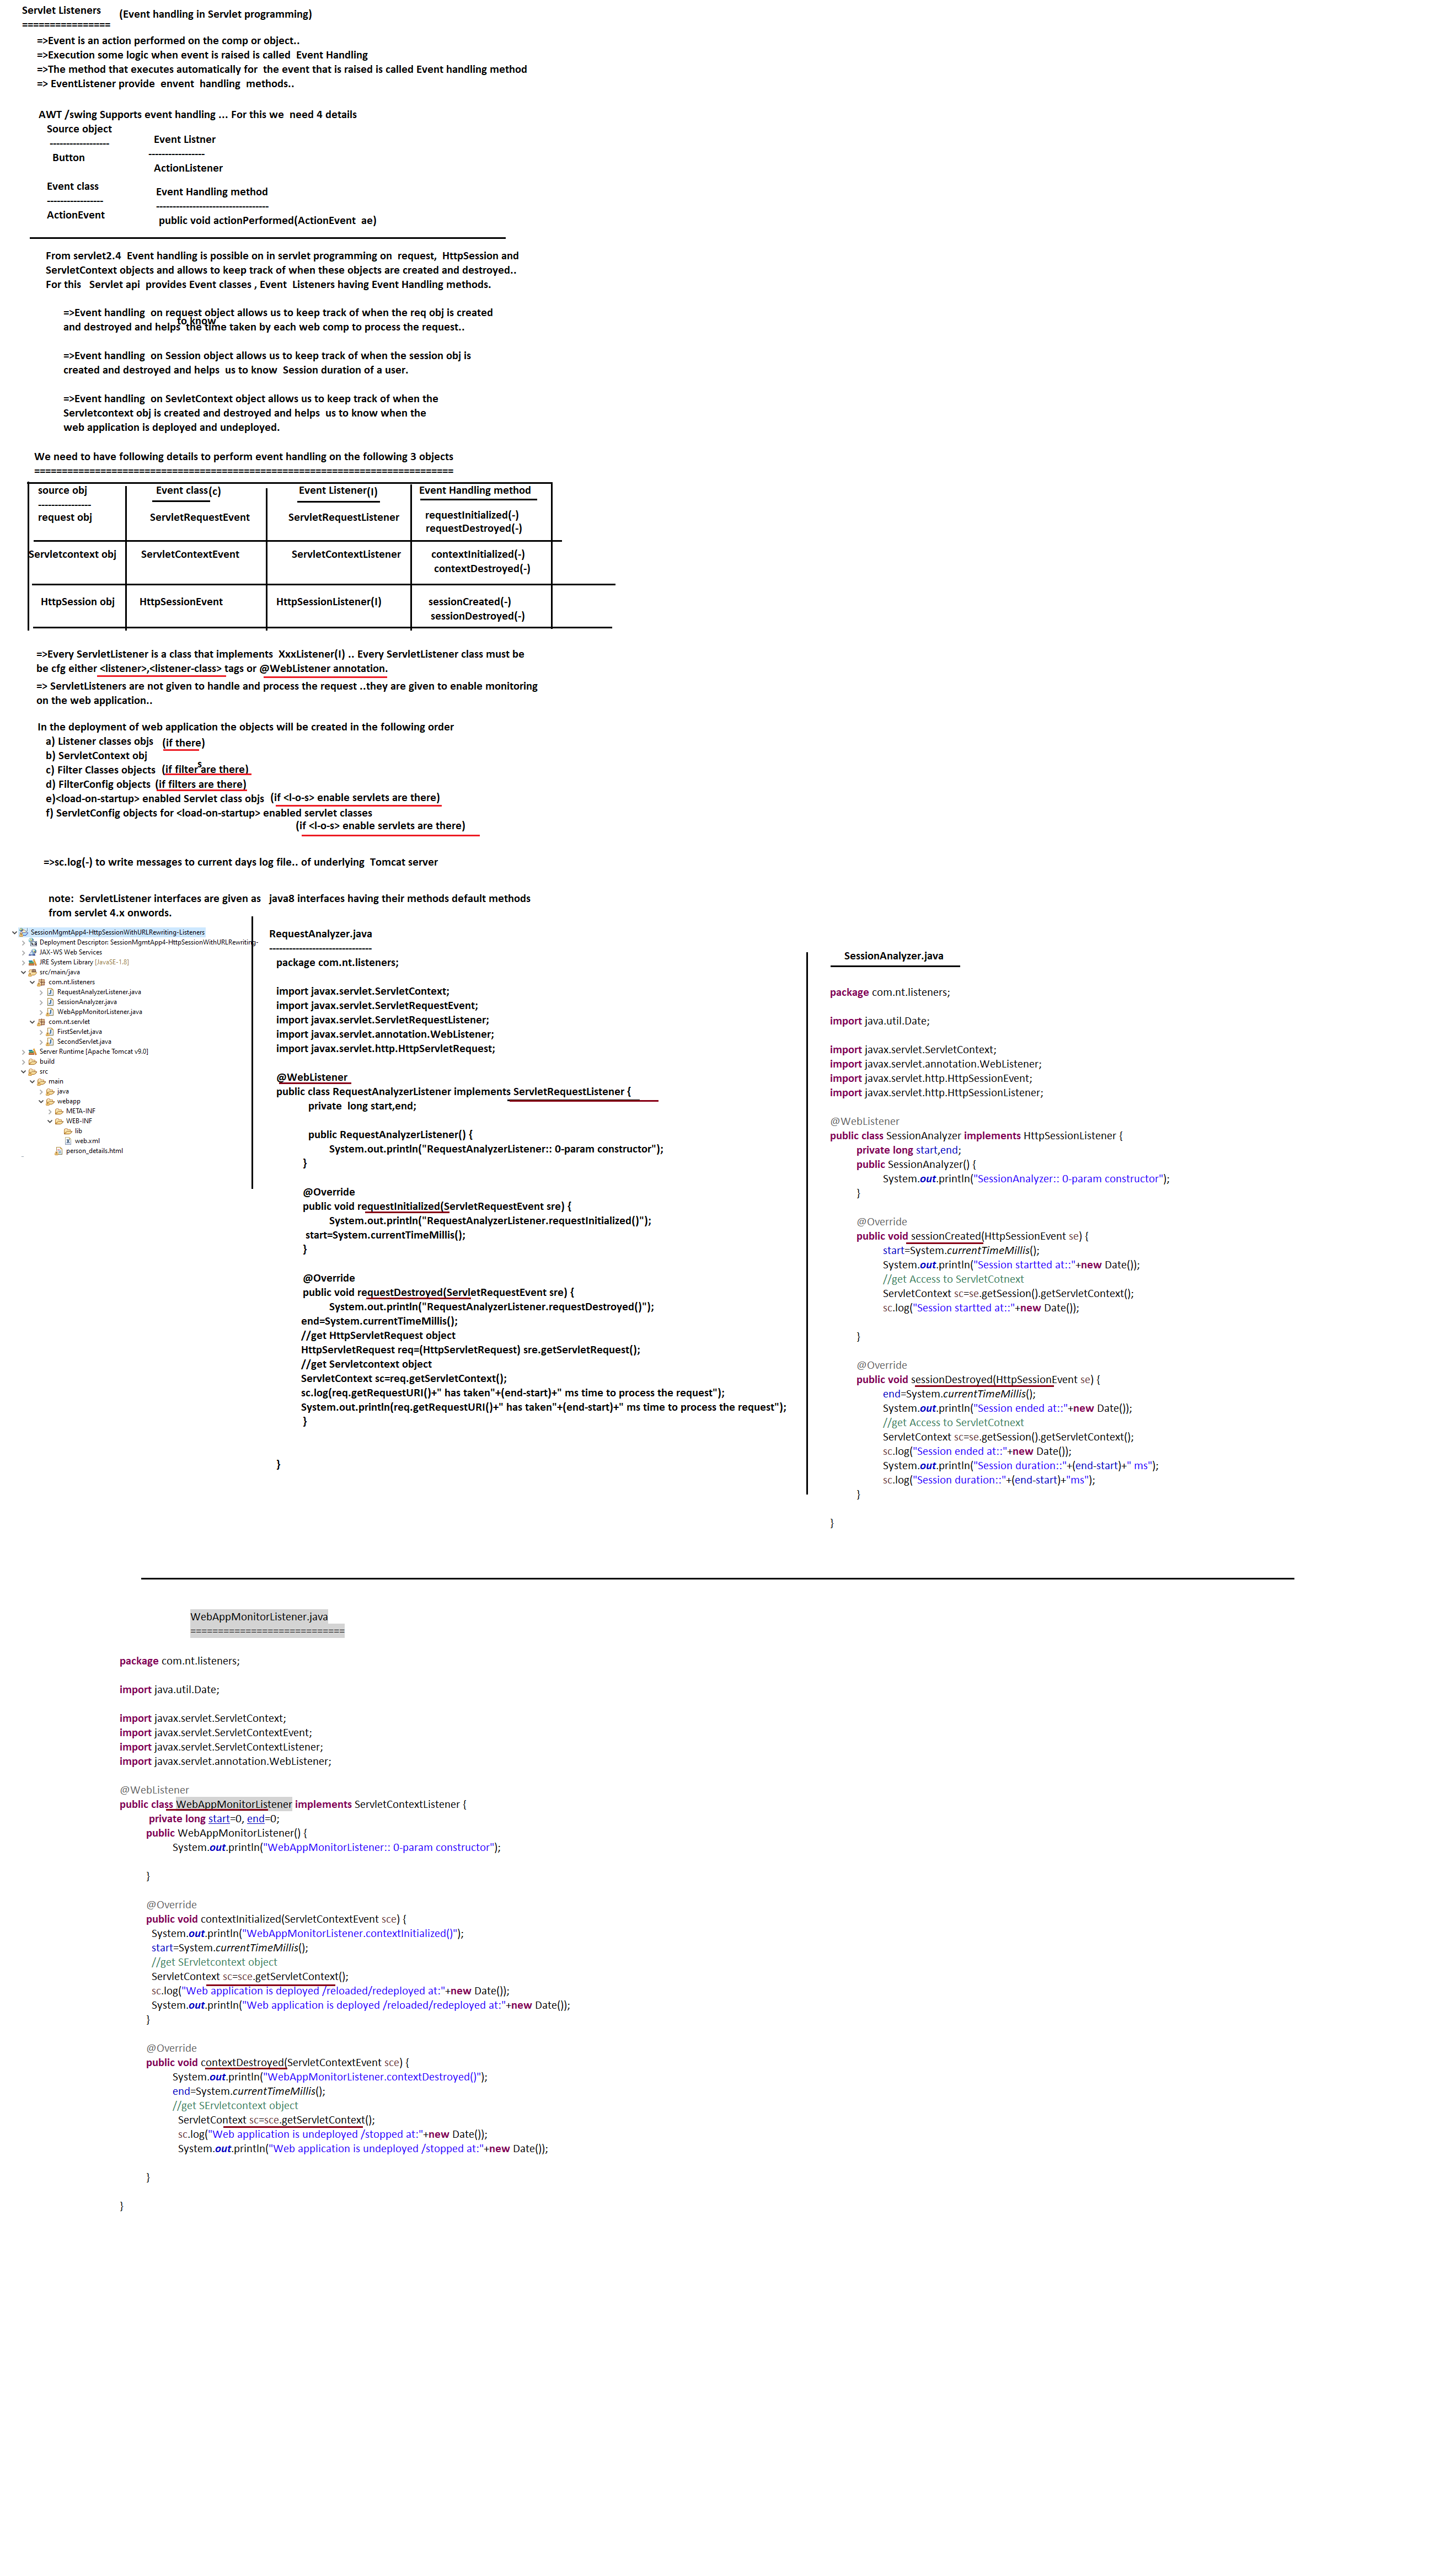 Servlet Listeners (Event handling in Servlet programming)
================
=>Event is an action performed on the comp or object..
=>Execution some logic when event is raised is called  Event Handling
=>The method that executes automatically for  the event that is raised is called Event handling method
=> EventListener provide  envent  handling  methods..
AWT /swing Supports event handling ... For this we  need 4 details
Source object
------------------
Button
Event Listner
-----------------
ActionListener
Event class
-----------------
ActionEvent
Event Handling method
----------------------------------
public void actionPerformed(ActionEvent  ae)
From servlet2.4  Event handling is possible on in servlet programming on  request,  HttpSession and
ServletContext objects and allows to keep track of when these objects are created and destroyed..
For this   Servlet api  provides Event classes , Event  Listeners having Event Handling methods.
=>Event handling  on request object allows us to keep track of when the req obj is created
to know
and destroyed and helps  the time taken by each web comp to process the request..
=>Event handling  on Session object allows us to keep track of when the session obj is
created and destroyed and helps  us to know  Session duration of a user.
=>Event handling  on SevletContext object allows us to keep track of when the
Servletcontext obj is created and destroyed and helps  us to know when the
web application is deployed and undeployed.
We need to have following details to perform event handling on the following 3 objects
============================================================================
source obj Event class(c) Event Listener(I) Event Handling method
----------------
request obj ServletRequestEvent ServletRequestListener requestInitialized(-)
requestDestroyed(-)
Servletcontext obj ServletContextEvent ServletContextListener contextInitialized(-)
contextDestroyed(-)
HttpSession obj HttpSessionEvent HttpSessionListener(I) sessionCreated(-)
sessionDestroyed(-)
=>Every ServletListener is a class that implements  XxxListener(I) .. Every ServletListener class must be
be cfg either <listener>,<listener-class> tags or @WebListener annotation.
=> ServletListeners are not given to handle and process the request ..they are given to enable monitoring
on the web application..
In the deployment of web application the objects will be created in the following order
a) Listener classes objs (if there)
b) ServletContext obj
c) Filter Classes objects (if filters are there)
d) FilterConfig objects (if filters are there)
e)<load-on-startup> enabled Servlet class objs (if <l-o-s> enable servlets are there)
f) ServletConfig objects for <load-on-startup> enabled servlet classes
(if <l-o-s> enable servlets are there)
=>sc.log(-) to write messages to current days log file.. of underlying  Tomcat server
note:  ServletListener interfaces are given as   java8 interfaces having their methods default methods
from servlet 4.x onwords.
SessionMgmtApp4-HttpSessionWithURLRewriting-Listeners
Deployment Descriptor: SessionMgmtApp4-HttpSessionWithURLRewriting-
JAX-WS Web Services
JRE System Library [JavaSE-1.8]
src/main/java
com.nt.listeners
RequestAnalyzerListener.java
SessionAnalyzer.java
WebAppMonitorListener.java
com.nt.servlet
FirstServlet.java
SecondServlet.java
Server Runtime [Apache Tomcat v9.0]
build
src
main
java
webapp
META-INF
WEB-INF
lib
web.xml
person_details.html
RequestAnalyzer.java
-------------------------------
package com.nt.listeners;
import javax.servlet.ServletContext;
import javax.servlet.ServletRequestEvent;
import javax.servlet.ServletRequestListener;
import javax.servlet.annotation.WebListener;
import javax.servlet.http.HttpServletRequest;
@WebListener
public class RequestAnalyzerListener implements ServletRequestListener {
private  long start,end;
public RequestAnalyzerListener() {
System.out.println("RequestAnalyzerListener:: 0-param constructor");
}
@Override
public void requestInitialized(ServletRequestEvent sre) {
System.out.println("RequestAnalyzerListener.requestInitialized()");
start=System.currentTimeMillis();
}
@Override
public void requestDestroyed(ServletRequestEvent sre) {
System.out.println("RequestAnalyzerListener.requestDestroyed()");
end=System.currentTimeMillis();
//get HttpServletRequest object
HttpServletRequest req=(HttpServletRequest) sre.getServletRequest();
//get Servletcontext object
ServletContext sc=req.getServletContext();
sc.log(req.getRequestURI()+" has taken"+(end-start)+" ms time to process the request");
System.out.println(req.getRequestURI()+" has taken"+(end-start)+" ms time to process the request");
}
}
SessionAnalyzer.java
package com.nt.listeners;
import java.util.Date;
import javax.servlet.ServletContext;
import javax.servlet.annotation.WebListener;
import javax.servlet.http.HttpSessionEvent;
import javax.servlet.http.HttpSessionListener;
@WebListener
public class SessionAnalyzer implements HttpSessionListener {
private long start,end;
public SessionAnalyzer() {
System.out.println("SessionAnalyzer:: 0-param constructor");
}
@Override
public void sessionCreated(HttpSessionEvent se) {
start=System.currentTimeMillis();
System.out.println("Session startted at::"+new Date());
//get Access to ServletCotnext
ServletContext sc=se.getSession().getServletContext();
sc.log("Session startted at::"+new Date());
}
@Override
public void sessionDestroyed(HttpSessionEvent se) {
end=System.currentTimeMillis();
System.out.println("Session ended at::"+new Date());
//get Access to ServletCotnext
ServletContext sc=se.getSession().getServletContext();
sc.log("Session ended at::"+new Date());
System.out.println("Session duration::"+(end-start)+" ms");
sc.log("Session duration::"+(end-start)+"ms");
}
}
WebAppMonitorListener.java
============================
package com.nt.listeners;
import java.util.Date;
import javax.servlet.ServletContext;
import javax.servlet.ServletContextEvent;
import javax.servlet.ServletContextListener;
import javax.servlet.annotation.WebListener;
@WebListener
public class WebAppMonitorListener implements ServletContextListener {
private long start=0, end=0;
public WebAppMonitorListener() {
System.out.println("WebAppMonitorListener:: 0-param constructor");
}
@Override
public void contextInitialized(ServletContextEvent sce) {
System.out.println("WebAppMonitorListener.contextInitialized()");
start=System.currentTimeMillis();
//get SErvletcontext object
ServletContext sc=sce.getServletContext();
sc.log("Web application is deployed /reloaded/redeployed at:"+new Date());
System.out.println("Web application is deployed /reloaded/redeployed at:"+new Date());
}
@Override
public void contextDestroyed(ServletContextEvent sce) {
System.out.println("WebAppMonitorListener.contextDestroyed()");
end=System.currentTimeMillis();
//get SErvletcontext object
ServletContext sc=sce.getServletContext();
sc.log("Web application is undeployed /stopped at:"+new Date());
System.out.println("Web application is undeployed /stopped at:"+new Date());
}
}